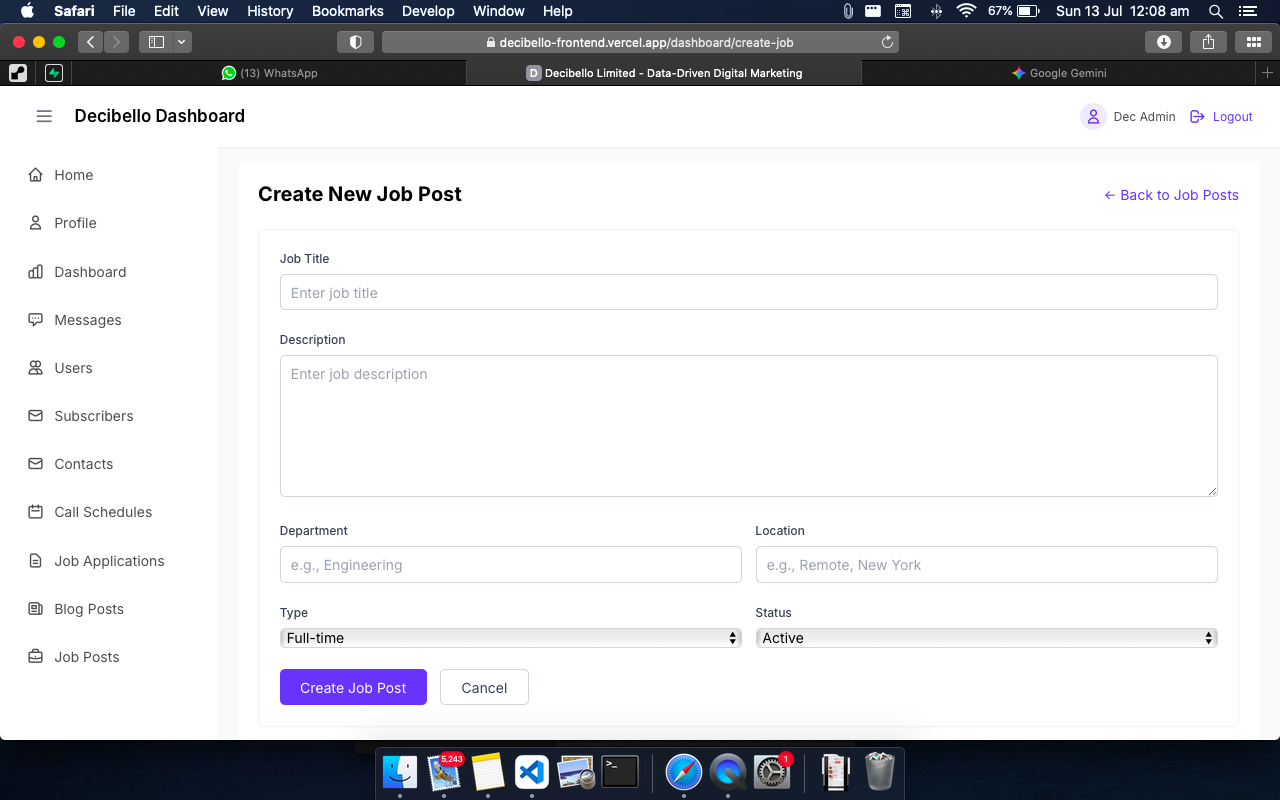 Safari File Edit View History Bookmarks Develop Window Help 67% Sun 13 Jul 12:08 am
decibello-frontend.vercel.app/dashboard/create-job
(13) WhatsApp
D Decibello Limited - Data-Driven Digital Marketing
Google Gemini
Decibello Dashboard
Dec Admin
Logout
Home
Profile
Dashboard
Messages
Users
Subscribers
Contacts
Call Schedules
Job Applications
Blog Posts
Job Posts
Create New Job Post
← Back to Job Posts
Job Title
Enter job title
Description
Enter job description
Department
Location
e.g., Engineering
e.g., Remote, New York
Type
Status
Full-time
Active
Create Job Post
Cancel
5,243
>_
1